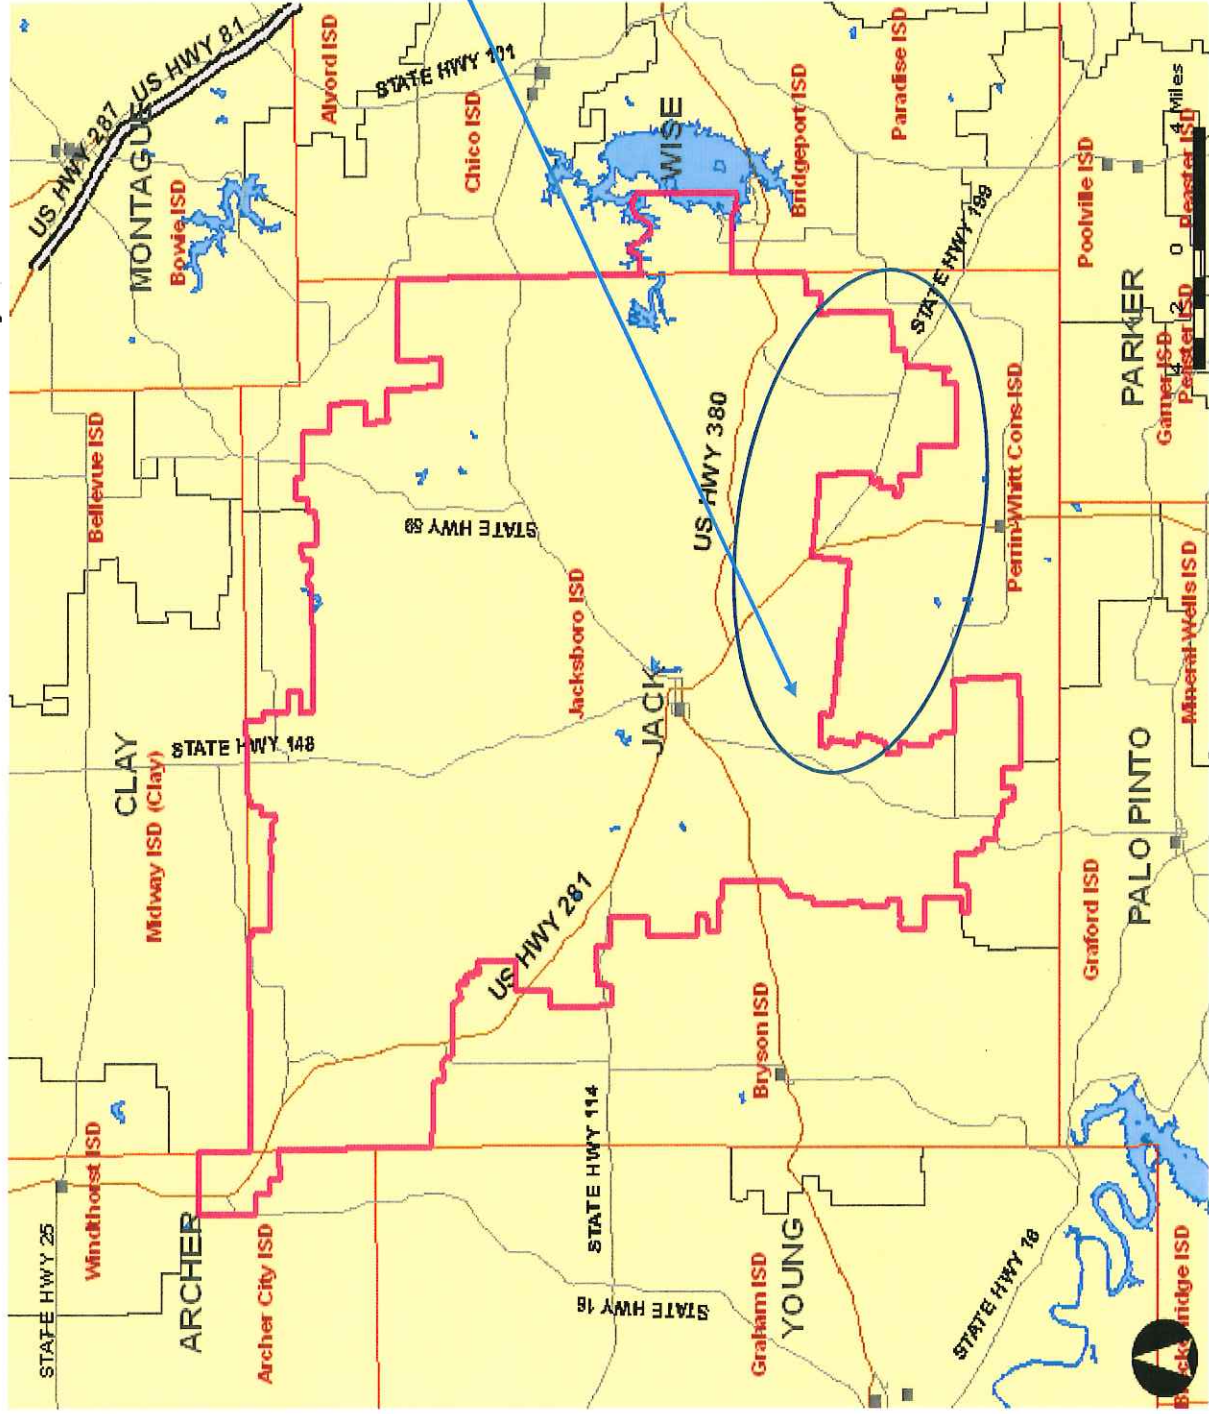 STATE HWY 25
Windthorst ISD
Bellevue ISD
US HWY 287
US HWY 81
CLAY
MONTAGUE
Midway ISD (Clay)
Bowie ISD
ARCHER
STATE HWY 148
Archer City ISD
Alvord ISD
STATE HWY 101
STATE HWY 59
Chico ISD
US HWY 281
Jacksboro ISD
STATE HWY 114
STATE HWY 16
JACK
WISE
US HWY 380
Graham ISD
Bryson ISD
YOUNG
Bridgeport ISD
Paradise ISD
STATE HWY 199
STATE HWY 16
Perrin-Whitt Cons ISD
Graford ISD
Poolville ISD
PALO PINTO
PARKER
Garner ISD
Mineral Wells ISD
Peaster ISD
Peaster ISD
ISD
4 2 0 4 Miles